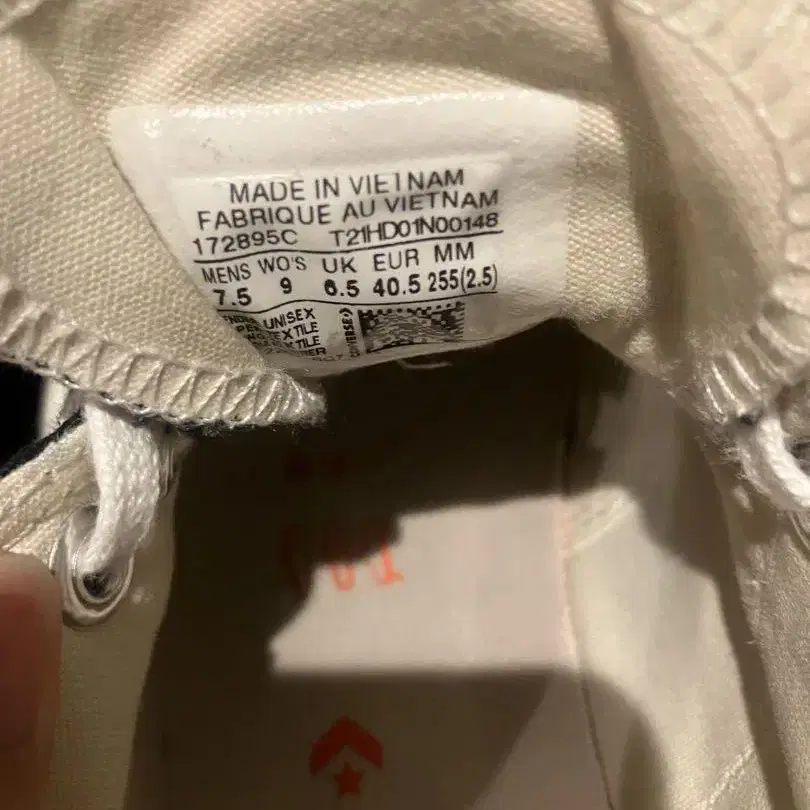 MADE IN VIETNAM
FABRIQUE AU VIETNAM
172895C T21HD01N00148
MENS WO'S UK EUR MM
7.5 9 6.5 40.5 255(2.5)
UNISEX
CONVERSE